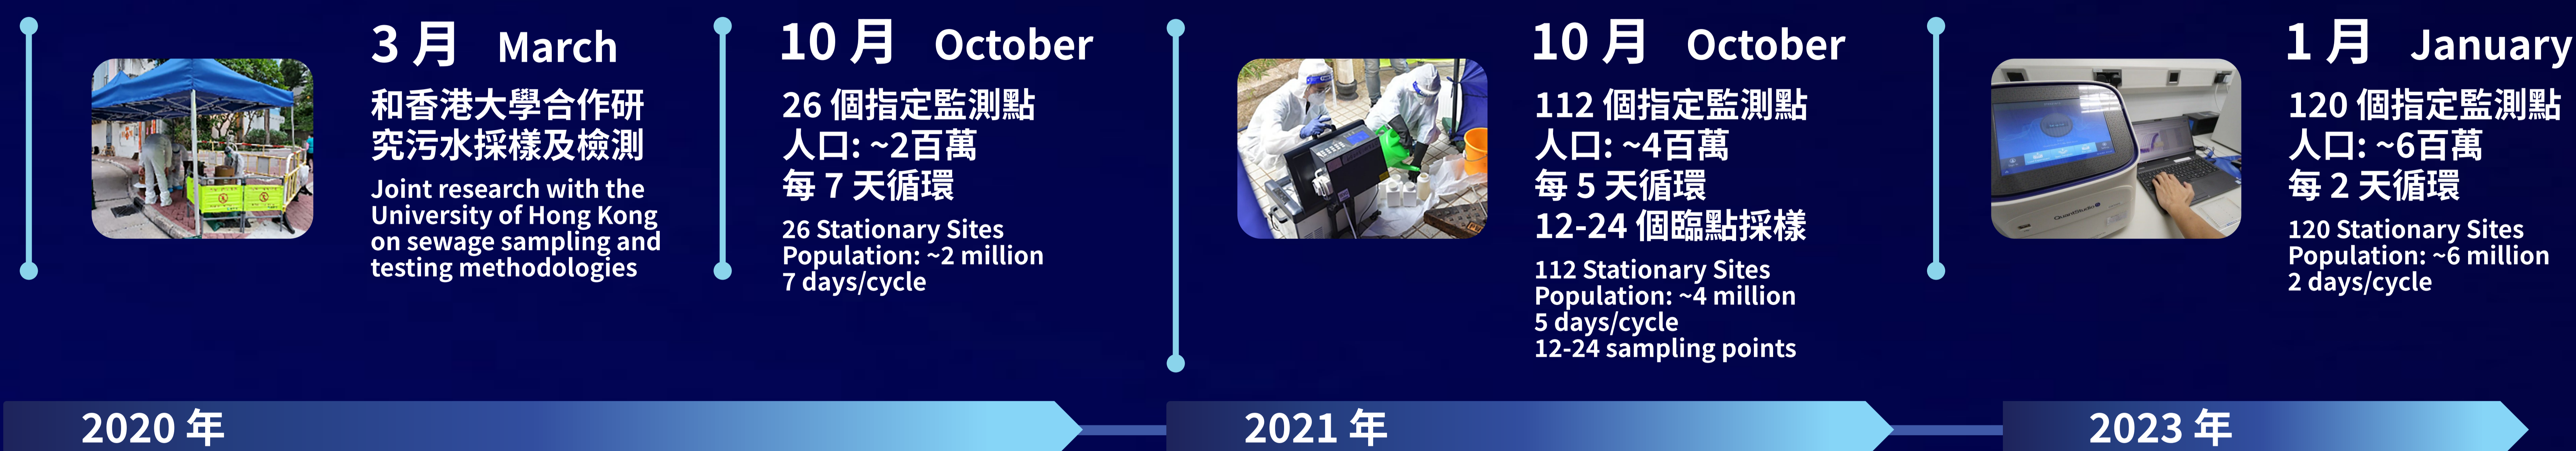 3 月 March
和香港大學合作研
究污水採樣及檢測
Joint research with the
University of Hong Kong
on sewage sampling and
testing methodologies
10 月 October
26 個指定監測點
人口: ~2百萬
每 7 天循環
26 Stationary Sites
Population: ~2 million
7 days/cycle
2020 年
10 月 October
112 個指定監測點
人口: ~4百萬
每 5 天循環
12-24 個臨點採樣
112 Stationary Sites
Population: ~4 million
5 days/cycle
12-24 sampling points
2021 年
QuantStudio
1 月 January
120 個指定監測點
人口: ~6百萬
每 2 天循環
120 Stationary Sites
Population: ~6 million
2 days/cycle
2023 年